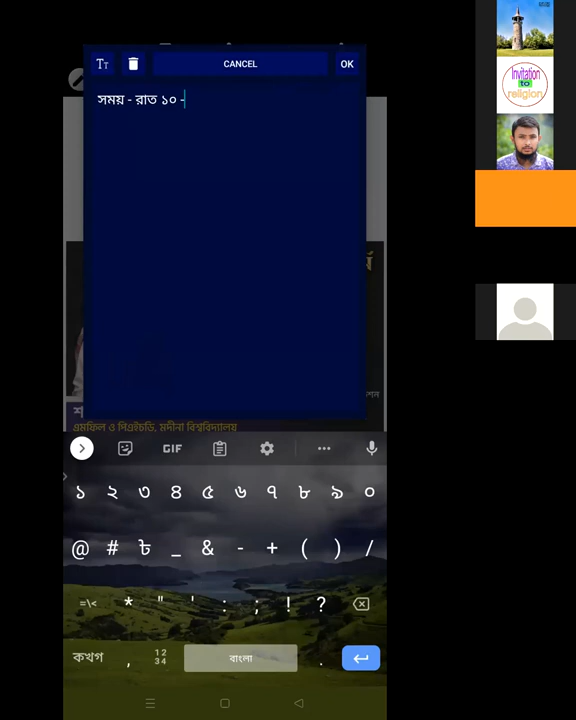 Tт
CANCEL
OK
সময় - রাত ১০ -
শন
এমফিল ও পিএইচডি, মদীনা বিশ্ববিদ্যালয়
GIF
১ ২ ৩ ৪ ৫ ৬ ৭ ৮ ৯ ০
@ # ৳ _ & - + ( ) /
=\< * " ' : ; ! ?
কখগ , 12 34 বাংলা .
Invitation
to
religion